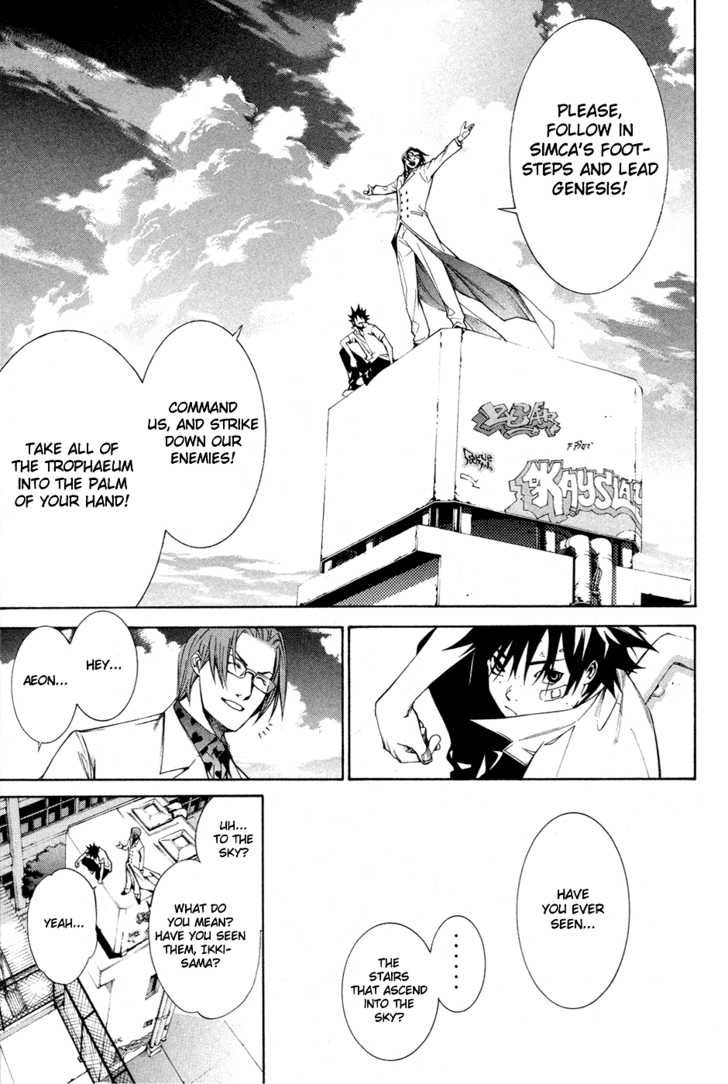 PLEASE,
FOLLOW IN
SIMCA'S FOOT-
STEPS AND LEAD
GENESIS!
COMMAND
US, AND STRIKE
DOWN OUR
ENEMIES!
TAKE ALL OF
THE TROPHAEUM
INTO THE PALM
OF YOUR HAND!
KAYSLA
HEY...
AEON...
HAVE
YOU EVER
SEEN...
. . . . .
THE
STAIRS
THAT ASCEND
INTO THE
SKY?
UH...
TO THE
SKY?
WHAT DO
YOU MEAN?
HAVE YOU SEEN
THEM, IKKI-
SAMA?
YEAH...